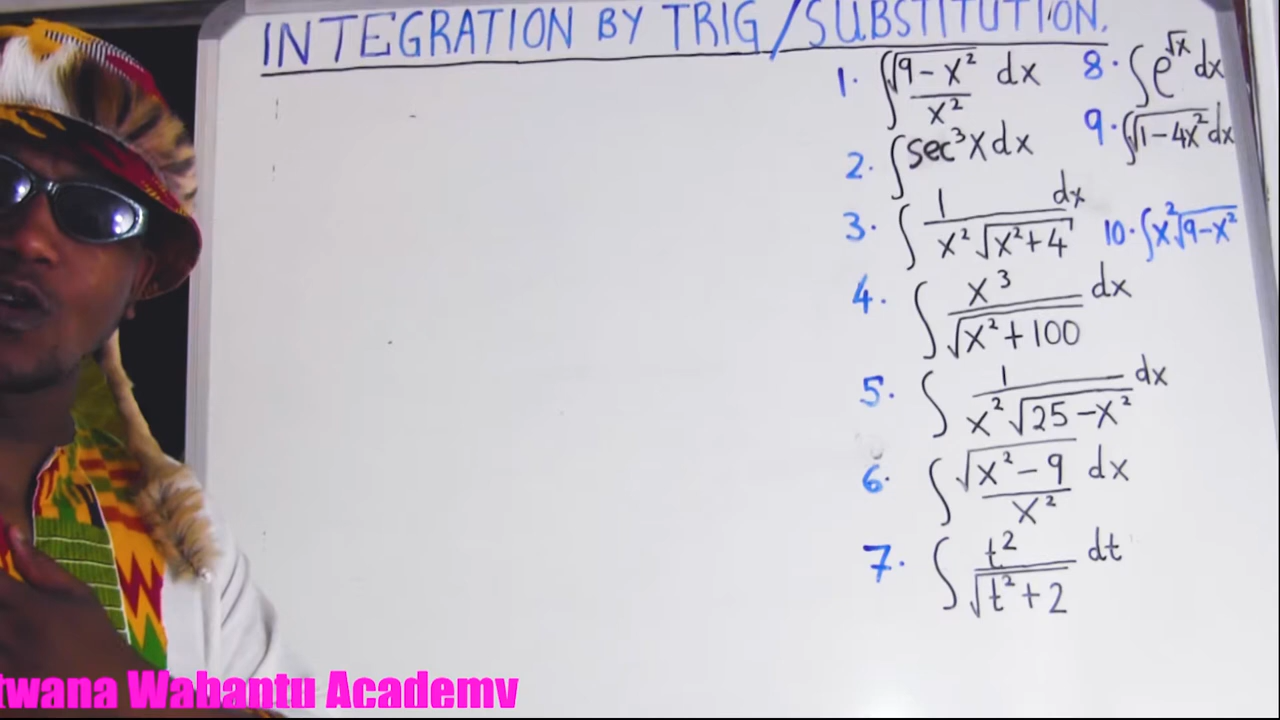 INTEGRATION BY TRIG/SUBSTITUTION.
1. ∫ √(9 - x²) / x² dx
2. ∫ sec³x dx
3. ∫ 1 / (x² √(x² + 4)) dx
4. ∫ x³ / √(x² + 100) dx
5. ∫ 1 / (x² √(25 - x²)) dx
6. ∫ √(x² - 9) / x² dx
7. ∫ t² / √(t² + 2) dt
8. ∫ e^√x dx
9. ∫ √(1 - 4x²) dx
10. ∫ x² √(9 - x²)
twana Wabantu Academy